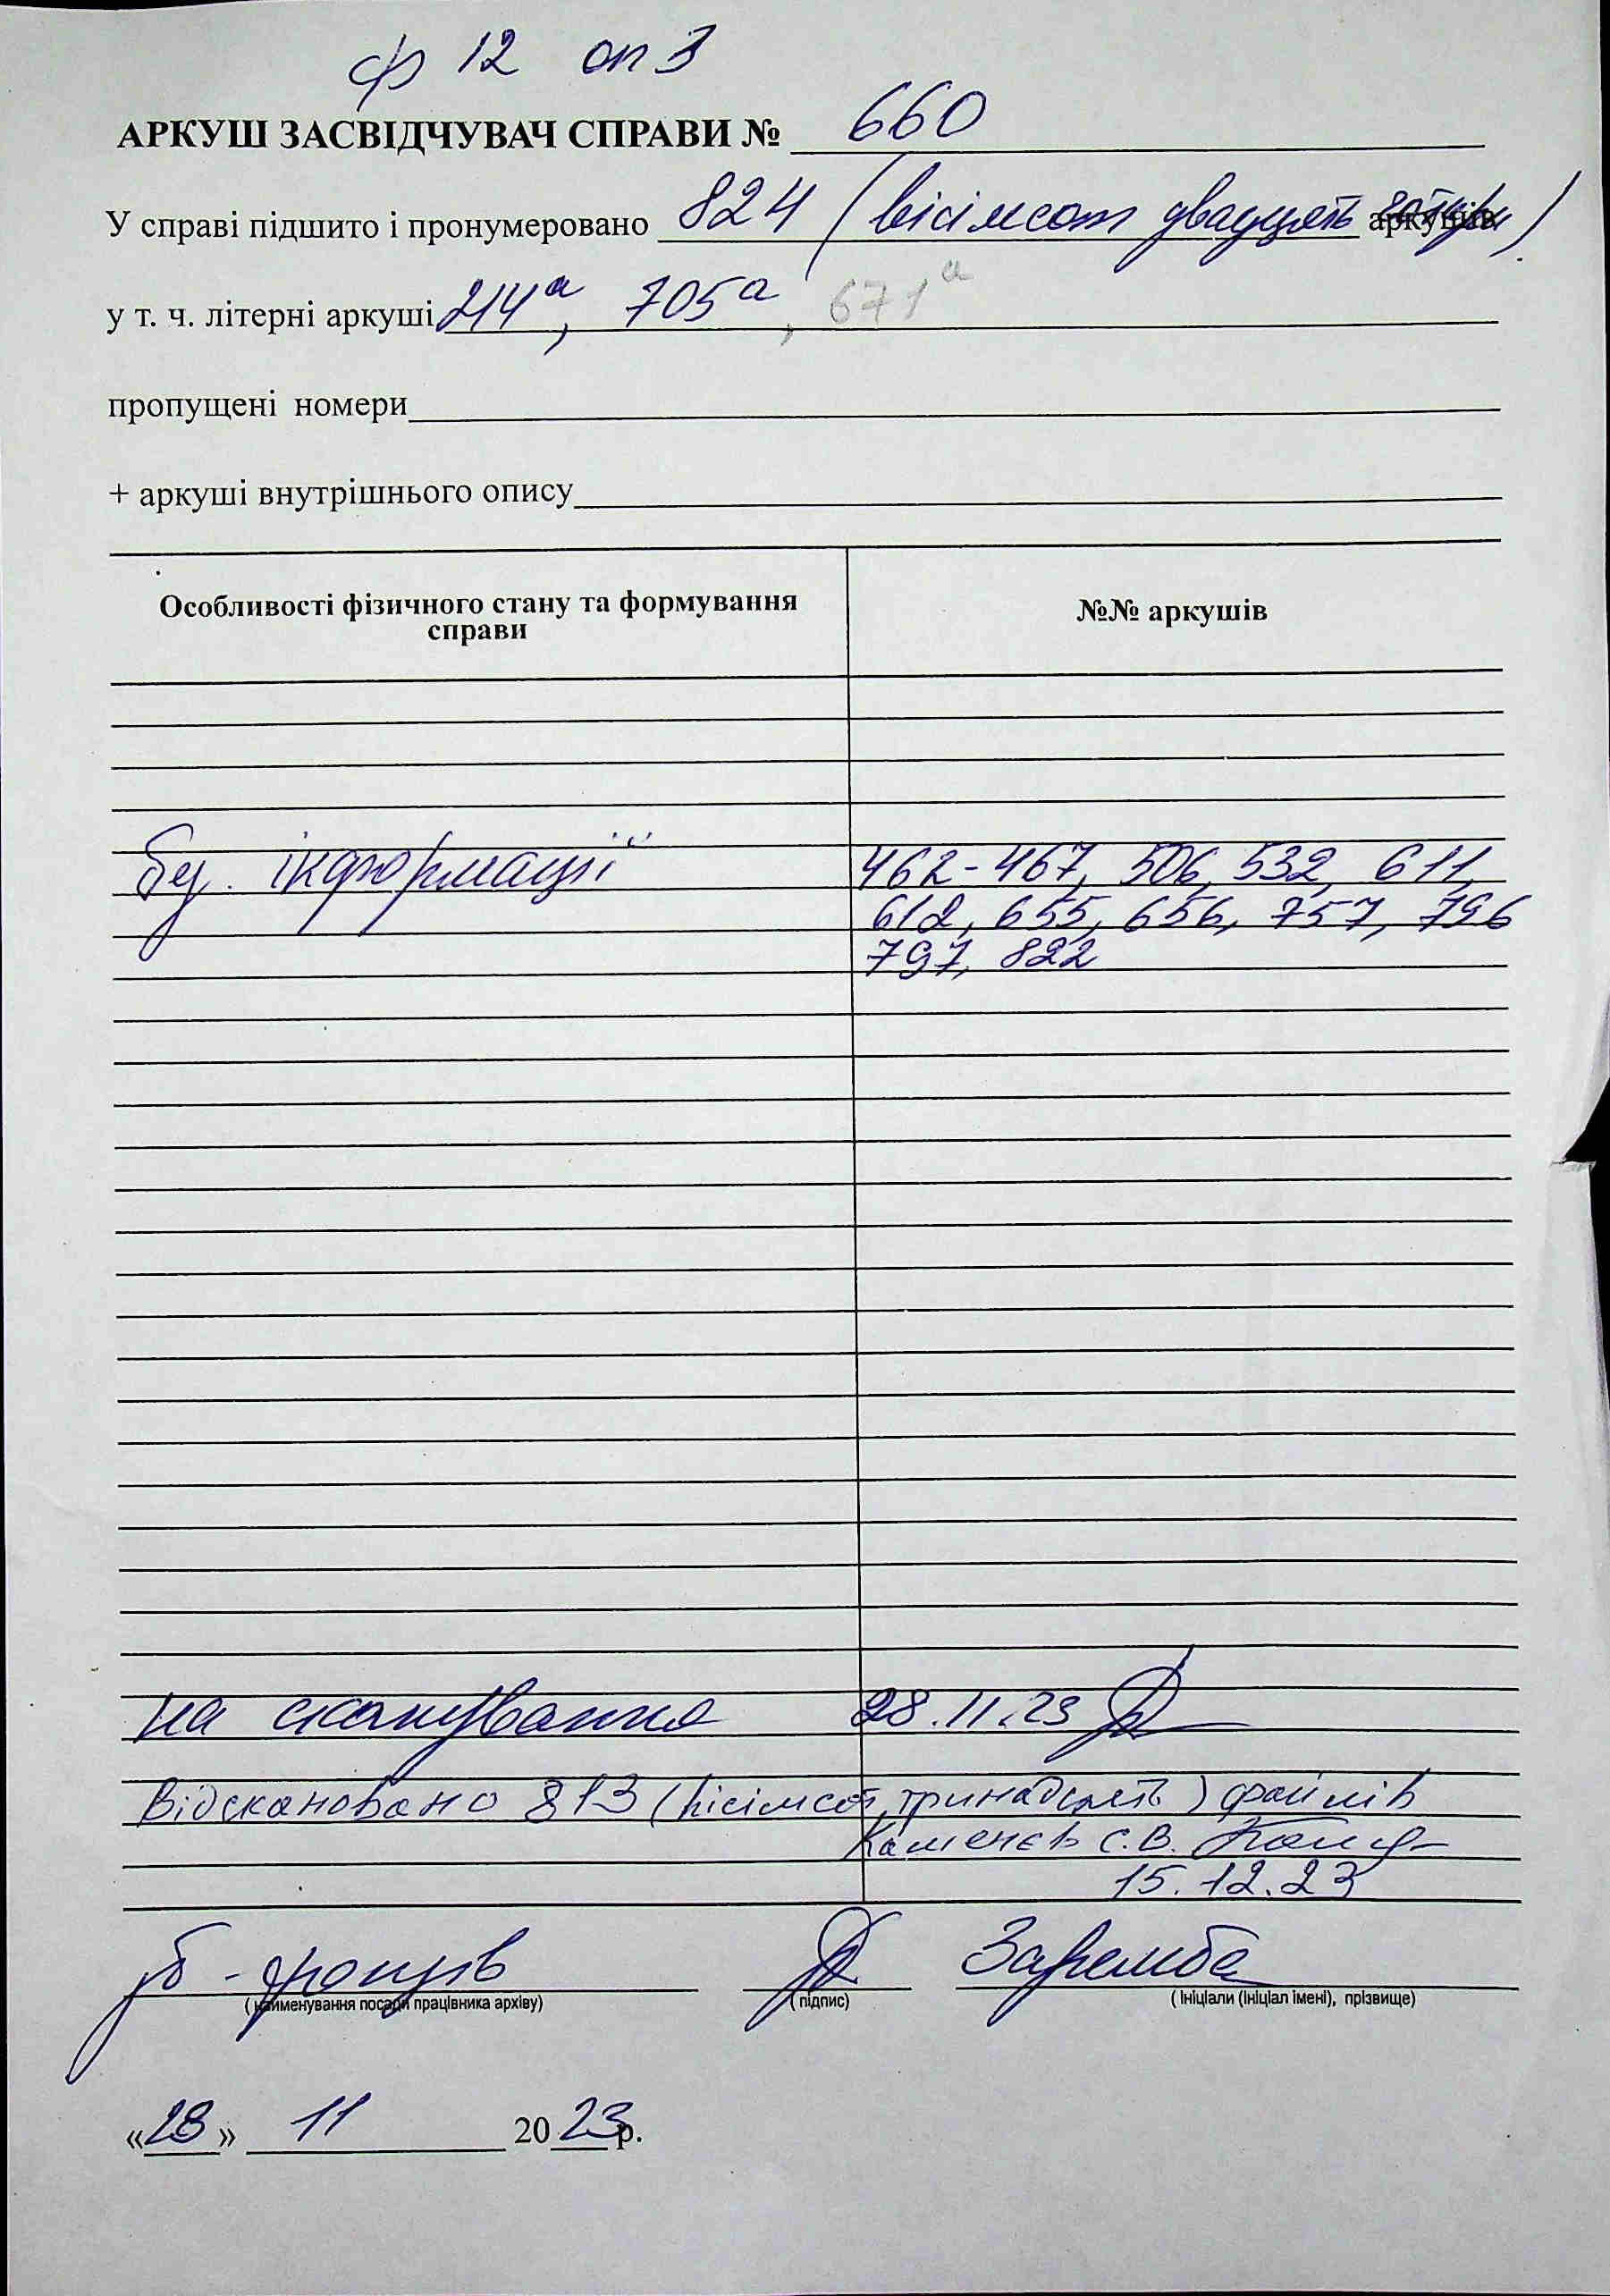 ф 12 оп 3
АРКУШ ЗАСВІДЧУВАЧ СПРАВИ № 660
У справі підшито і пронумеровано 824 (вісімсот двадцять чотири) аркушів
у т. ч. літерні аркуші 214а, 705а, 671а
пропущені номери
+ аркуші внутрішнього опису
Особливості фізичного стану та формування справи
№№ аркушів
без інформації
462-467, 506, 532, 611,
612, 655, 656, 757, 796
797, 822
на сканування 28.11.23
Відскановано 813 (вісімсот тринадцять) файлів
Каменєв С.В.
15.12.23
зб-фондів Заремба
( найменування посади працівника архіву) ( підпис) ( Ініціали (ініціал імені), прізвище)
«28» 11 2023р.